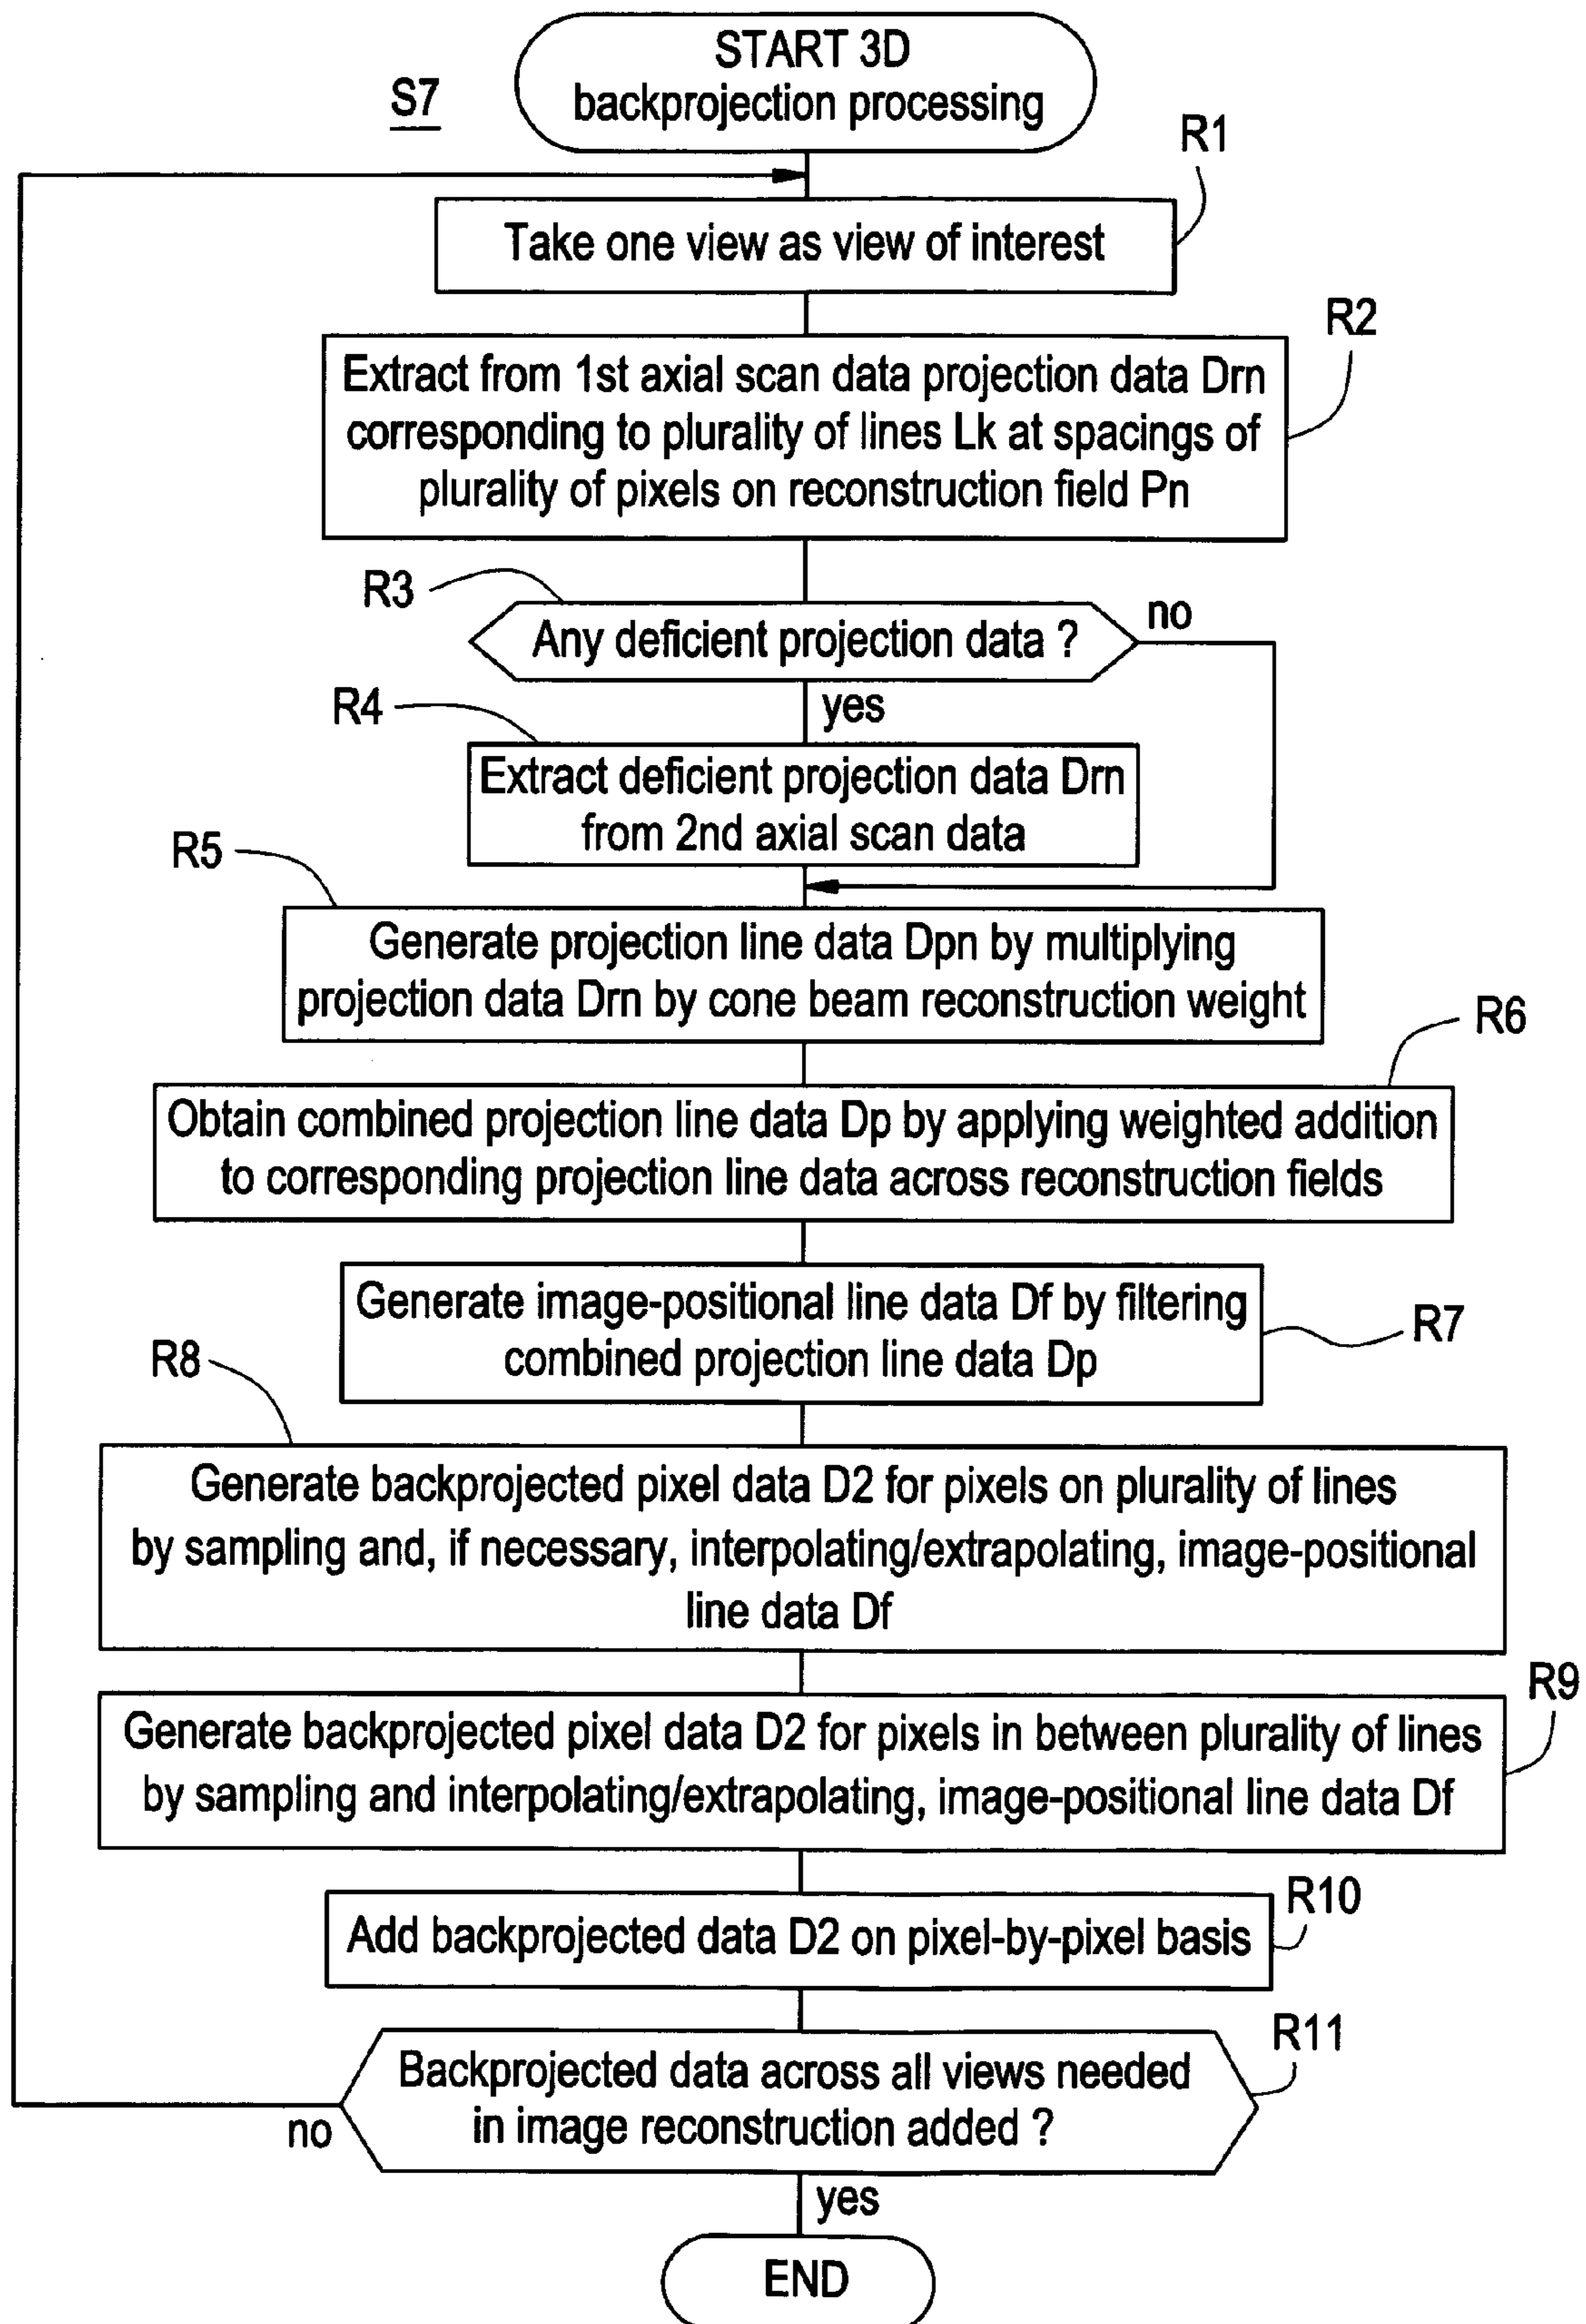 START 3D
backprojection processing
S7
R1
Take one view as view of interest
R2
Extract from 1st axial scan data projection data Drn
corresponding to plurality of lines Lk at spacings of
plurality of pixels on reconstruction field Pn
R3
Any deficient projection data ?
no
yes
R4
Extract deficient projection data Drn
from 2nd axial scan data
R5
Generate projection line data Dpn by multiplying
projection data Drn by cone beam reconstruction weight
R6
Obtain combined projection line data Dp by applying weighted addition
to corresponding projection line data across reconstruction fields
Generate image-positional line data Df by filtering
combined projection line data Dp
R7
R8
Generate backprojected pixel data D2 for pixels on plurality of lines
by sampling and, if necessary, interpolating/extrapolating, image-positional
line data Df
R9
Generate backprojected pixel data D2 for pixels in between plurality of lines
by sampling and interpolating/extrapolating, image-positional line data Df
R10
Add backprojected data D2 on pixel-by-pixel basis
R11
Backprojected data across all views needed
in image reconstruction added ?
no
yes
END